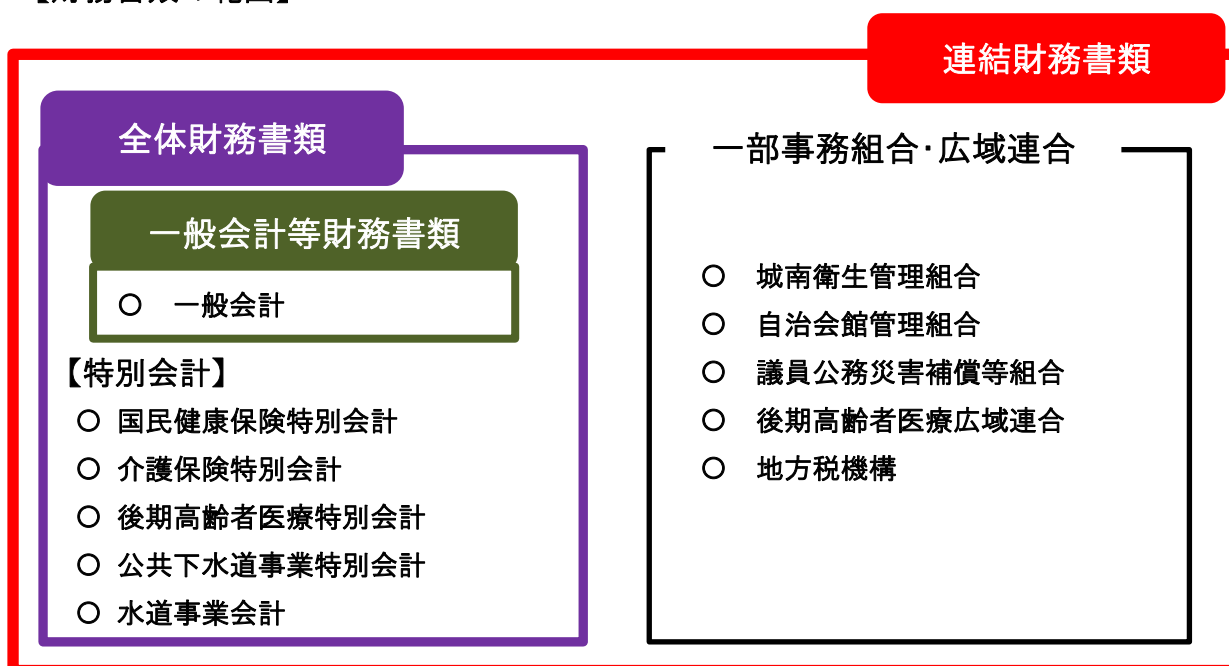 連結財務書類
全体財務書類
一般会計等財務書類
○ 一般会計
【特別会計】
○ 国民健康保険特別会計
○ 介護保険特別会計
○ 後期高齢者医療特別会計
○ 公共下水道事業特別会計
○ 水道事業会計
一部事務組合・広域連合
○ 城南衛生管理組合
○ 自治会館管理組合
○ 議員公務災害補償等組合
○ 後期高齢者医療広域連合
○ 地方税機構